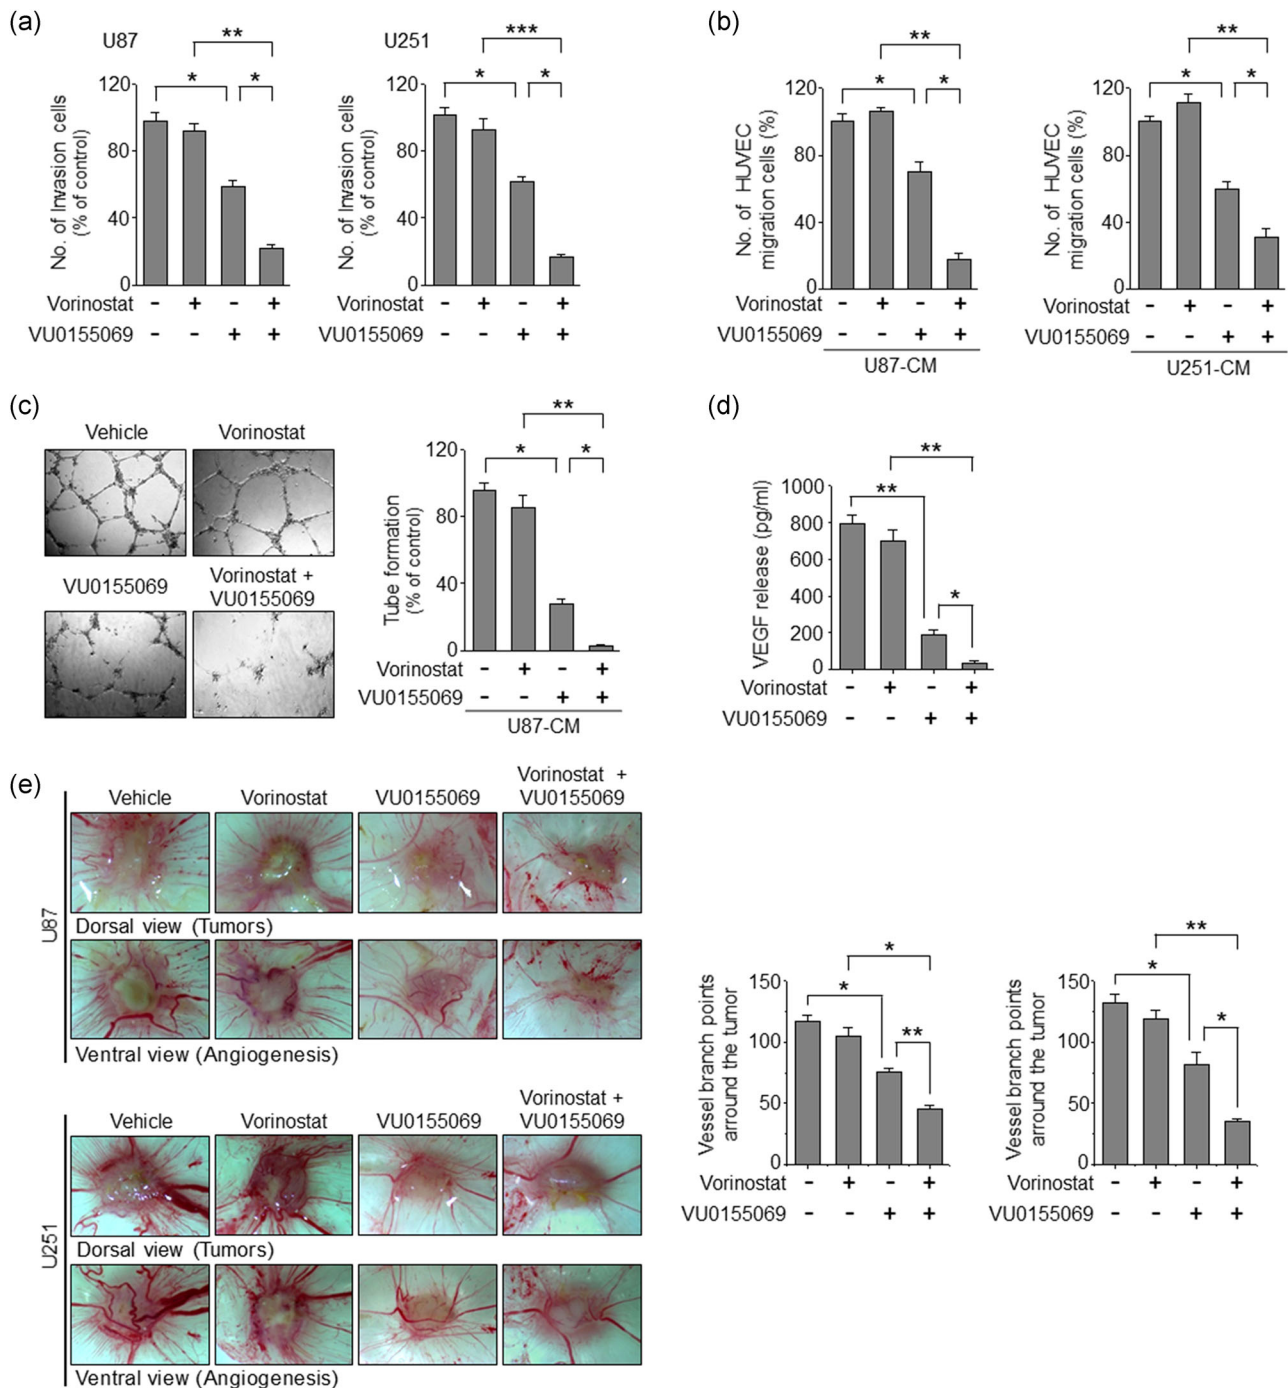 (a)
U87
**
*
*
120
80
40
0
No. of Invasion cells
(% of control)
Vorinostat - + - +
VU0155069 - - + +
U251
***
*
*
120
80
40
0
No. of Invasion cells
(% of control)
Vorinostat - + - +
VU0155069 - - + +
(b)
**
*
*
120
80
40
0
No. of HUVEC
migration cells (%)
Vorinostat - + - +
VU0155069 - - + +
U87-CM
**
*
*
120
80
40
0
No. of HUVEC
migration cells (%)
Vorinostat - + - +
VU0155069 - - + +
U251-CM
(c)
Vehicle
Vorinostat
VU0155069
Vorinostat +
VU0155069
**
*
*
120
80
40
0
Tube formation
(% of control)
Vorinostat - + - +
VU0155069 - - + +
U87-CM
(d)
**
**
*
1000
800
600
400
200
0
VEGF release (pg/ml)
Vorinostat - + - +
VU0155069 - - + +
(e)
U87
Vehicle
Vorinostat
VU0155069
Vorinostat +
VU0155069
Dorsal view (Tumors)
Ventral view (Angiogenesis)
U251
Vehicle
Vorinostat
VU0155069
Vorinostat +
VU0155069
Dorsal view (Tumors)
Ventral view (Angiogenesis)
*
*
**
150
100
50
0
Vessel branch points
arround the tumor
Vorinostat - + - +
VU0155069 - - + +
**
*
*
150
100
50
0
Vessel branch points
arround the tumor
Vorinostat - + - +
VU0155069 - - + +